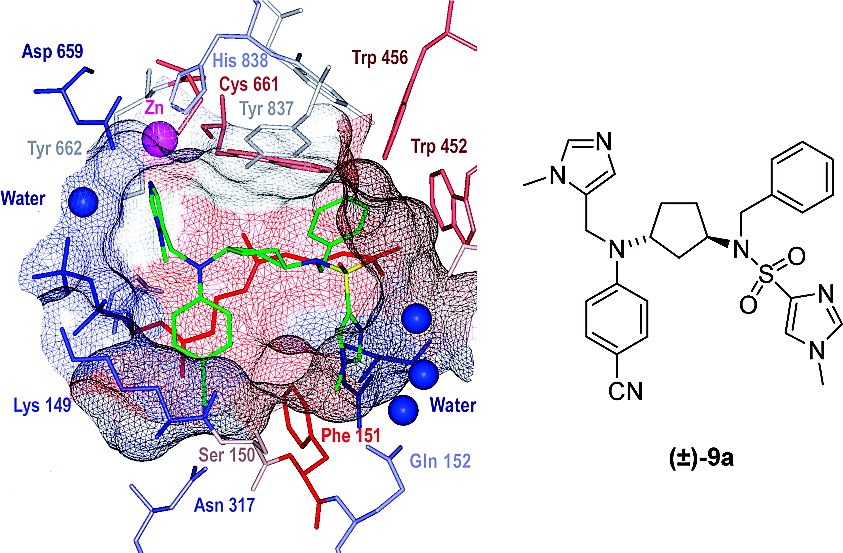 Asp 659
His 838
Trp 456
Cys 661
Zn
Tyr 837
Tyr 662
Trp 452
Water
Lys 149
Water
Phe 151
Ser 150
Gln 152
Asn 317
N
N
N
N
S
O
O
N
N
CN
(±)-9a